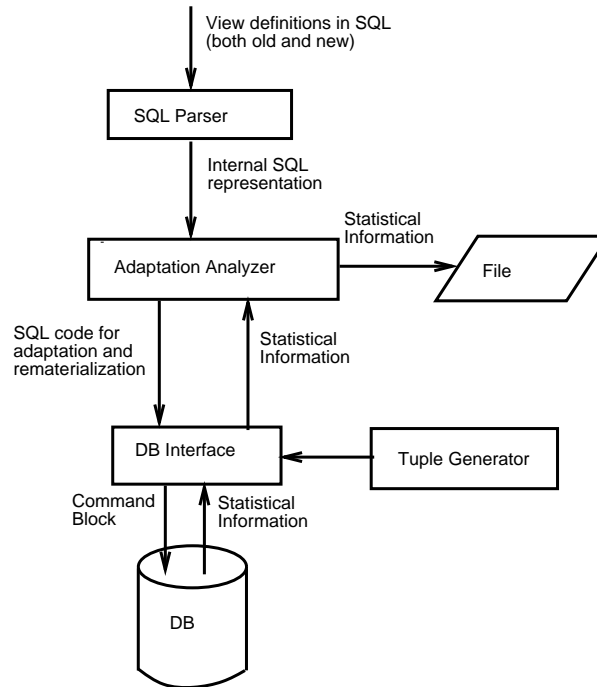 View definitions in SQL
(both old and new)
SQL Parser
Internal SQL
representation
Statistical
Information
Adaptation Analyzer
File
SQL code for
adaptation and
rematerialization
Statistical
Information
DB Interface
Tuple Generator
Command
Block
Statistical
Information
DB